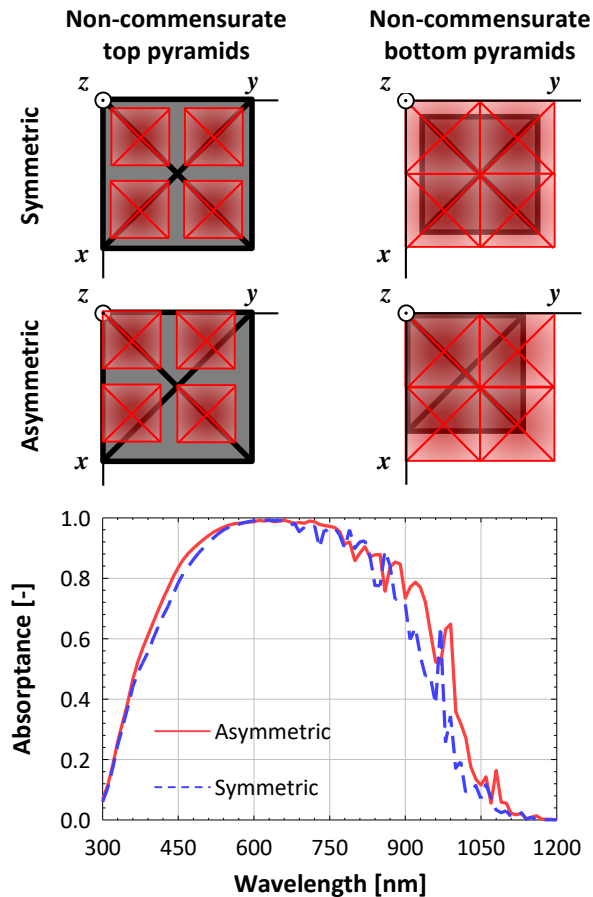 Non-commensurate top pyramids
Non-commensurate bottom pyramids
Symmetric
z y
x
z y
x
Asymmetric
z y
x
z y
x
Absorptance [-]
1.0
0.8
0.6
0.4
0.2
0.0
Asymmetric
Symmetric
300 450 600 750 900 1050 1200
Wavelength [nm]